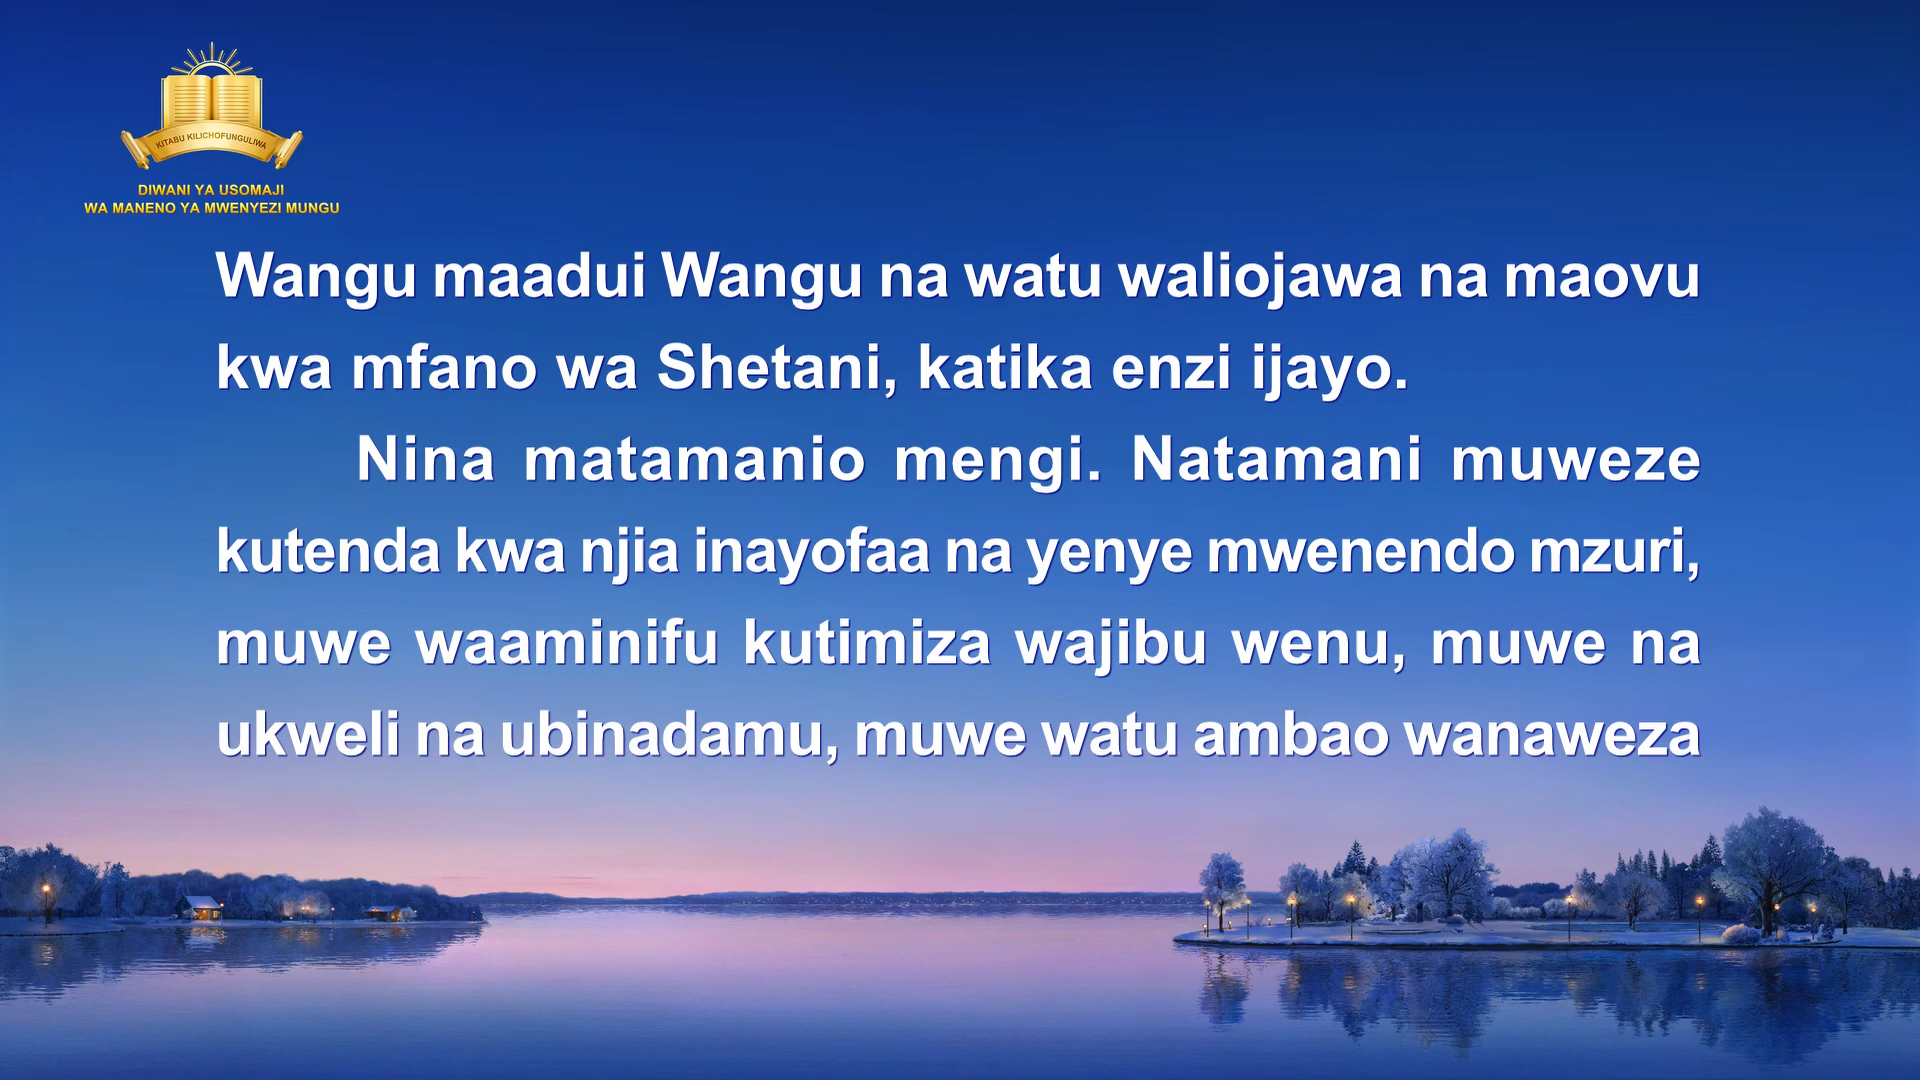 KITABU KILICHOFUNGULIWA
DIWANI YA USOMAJI
WA MANENO YA MWENYEZI MUNGU
Wangu maadui Wangu na watu waliojawa na maovu
kwa mfano wa Shetani, katika enzi ijayo.
Nina matamanio mengi. Natamani muweze
kutenda kwa njia inayofaa na yenye mwenendo mzuri,
muwe waaminifu kutimiza wajibu wenu, muwe na
ukweli na ubinadamu, muwe watu ambao wanaweza